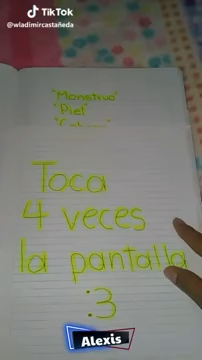 TikTok
@wladimircastañeda
"Monstruo"
"Piel"
Toca
4 veces
la pantalla
:3
Alexis